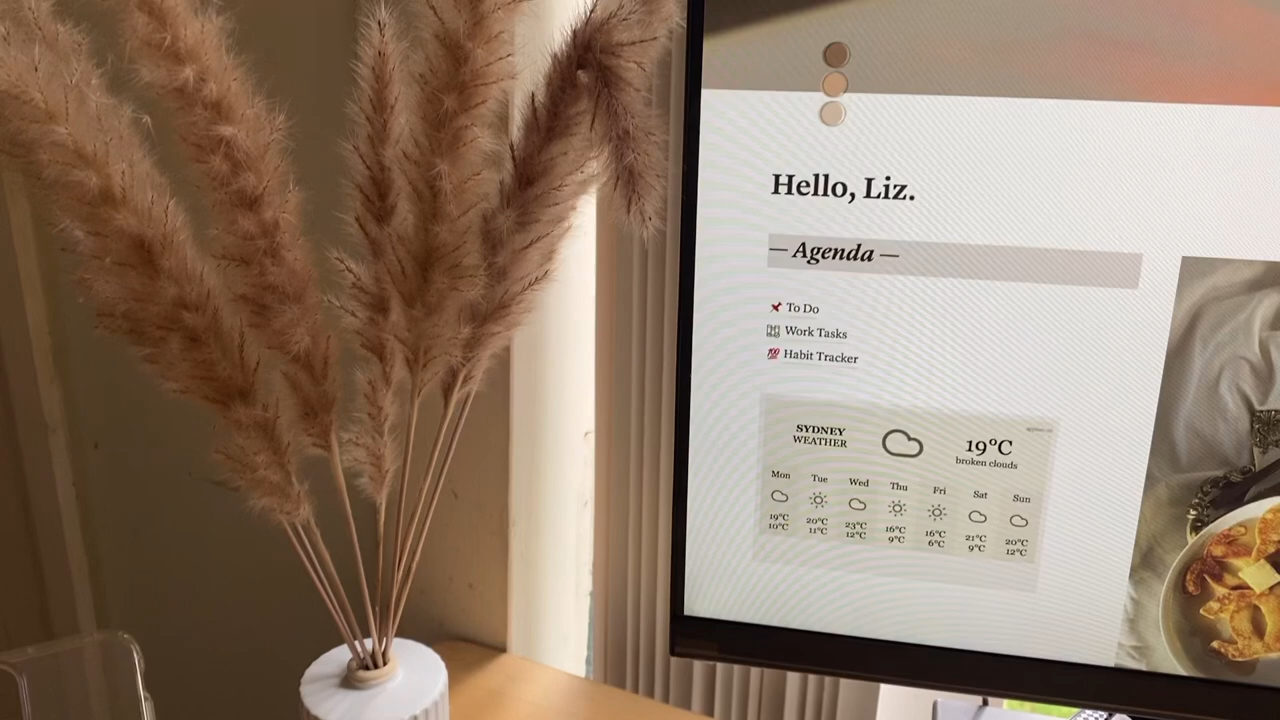 Hello, Liz.
— Agenda —
To Do
Work Tasks
Habit Tracker
SYDNEY
WEATHER
19°C
broken clouds
Mon Tue Wed Thu Fri Sat Sun
19°C 20°C 23°C 16°C 16°C 21°C 20°C
10°C 11°C 12°C 9°C 6°C 9°C 12°C